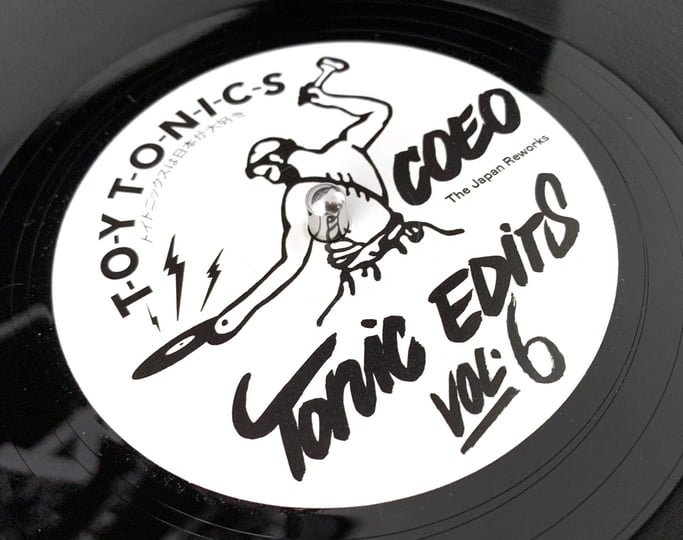 T-O-Y T-O-N-I-C-S
トイトニックスは日本が大好き
COEO
The Japan Reworks
Tonic EDitS
VOL. 6